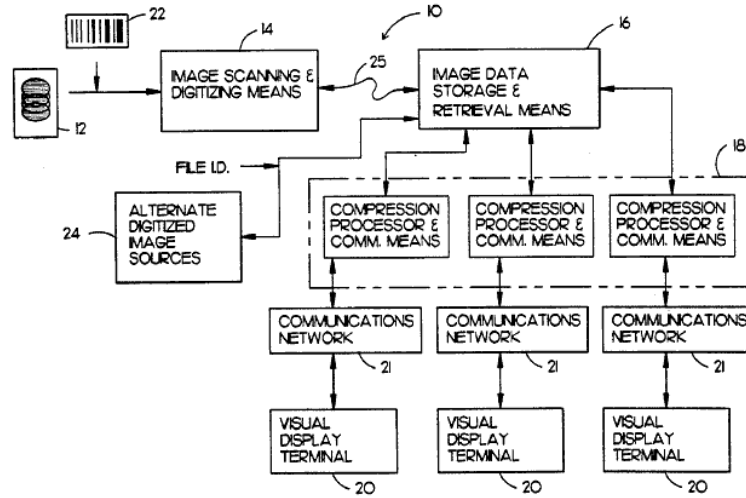 22
14
10
16
IMAGE SCANNING &
DIGITIZING MEANS
25
IMAGE DATA
STORAGE &
RETRIEVAL MEANS
12
FILE I.D.
18
24
ALTERNATE
DIGITIZED
IMAGE
SOURCES
COMPRESSION
PROCESSOR &
COMM. MEANS
COMPRESSION
PROCESSOR &
COMM. MEANS
COMPRESSION
PROCESSOR &
COMM. MEANS
COMMUNICATIONS
NETWORK
COMMUNICATIONS
NETWORK
COMMUNICATIONS
NETWORK
21
21
21
VISUAL
DISPLAY
TERMINAL
VISUAL
DISPLAY
TERMINAL
VISUAL
DISPLAY
TERMINAL
20
20
20